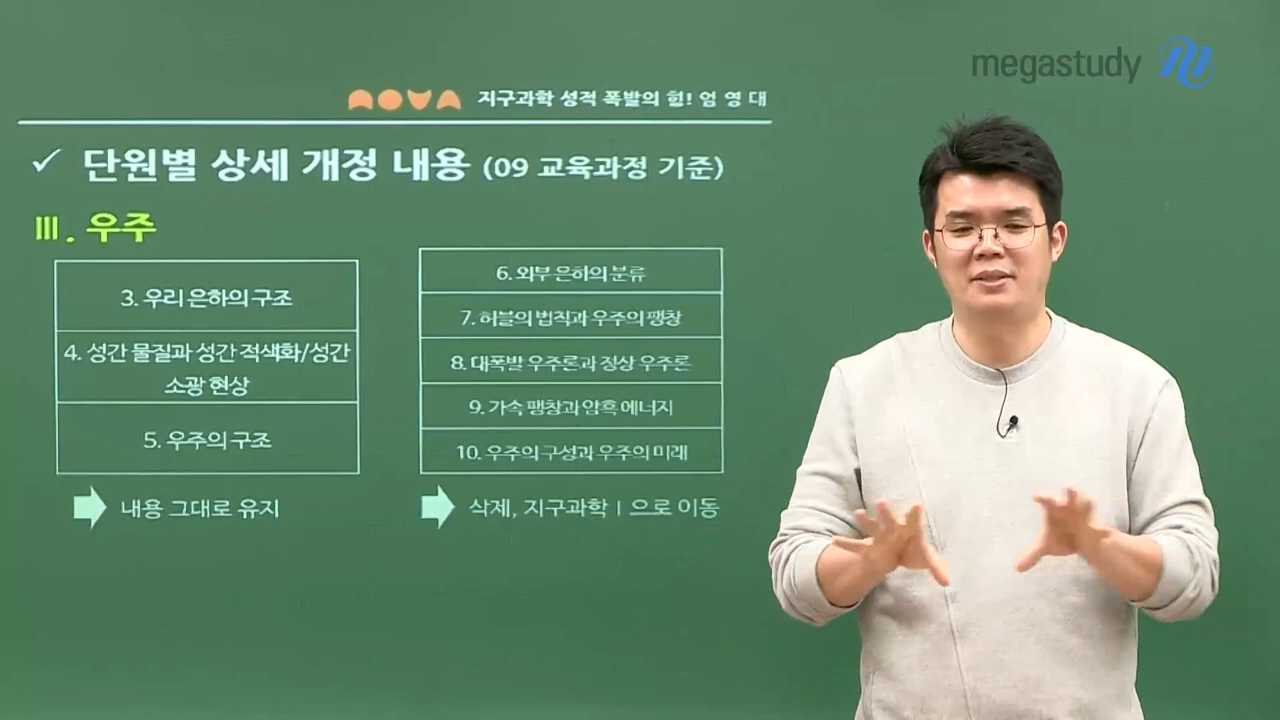 megastudy
NOVA 지구과학 성적 폭발의 힘! 엄영대
✓ 단원별 상세 개정 내용 (09 교육과정 기준)
Ⅲ. 우주
3. 우리 은하의 구조
4. 성간 물질과 성간 적색화/성간
소광 현상
5. 우주의 구조
내용 그대로 유지
6. 외부 은하의 분류
7. 허블의 법칙과 우주의 팽창
8. 대폭발 우주론과 정상 우주론
9. 가속 팽창과 암흑 에너지
10. 우주의 구성과 우주의 미래
삭제, 지구과학 Ⅰ 으로 이동